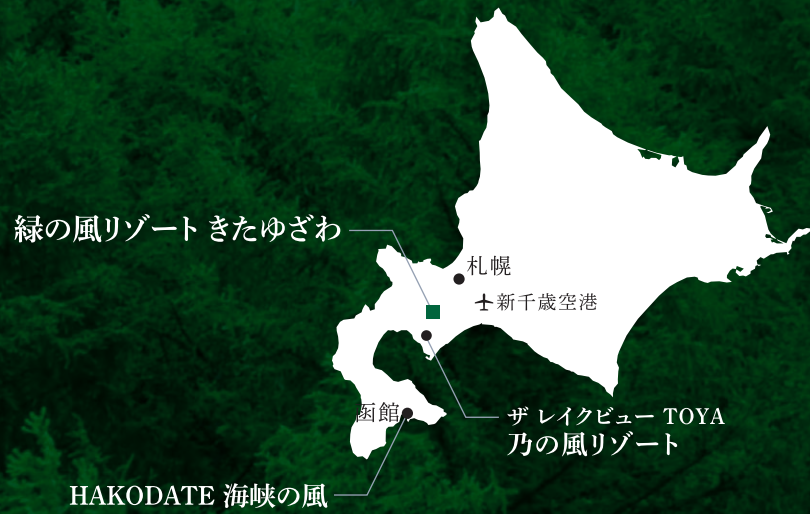 緑の風リゾート きたゆざわ
札幌
新千歳空港
函館
ザ レイクビュー TOYA
乃の風リゾート
HAKODATE 海峡の風